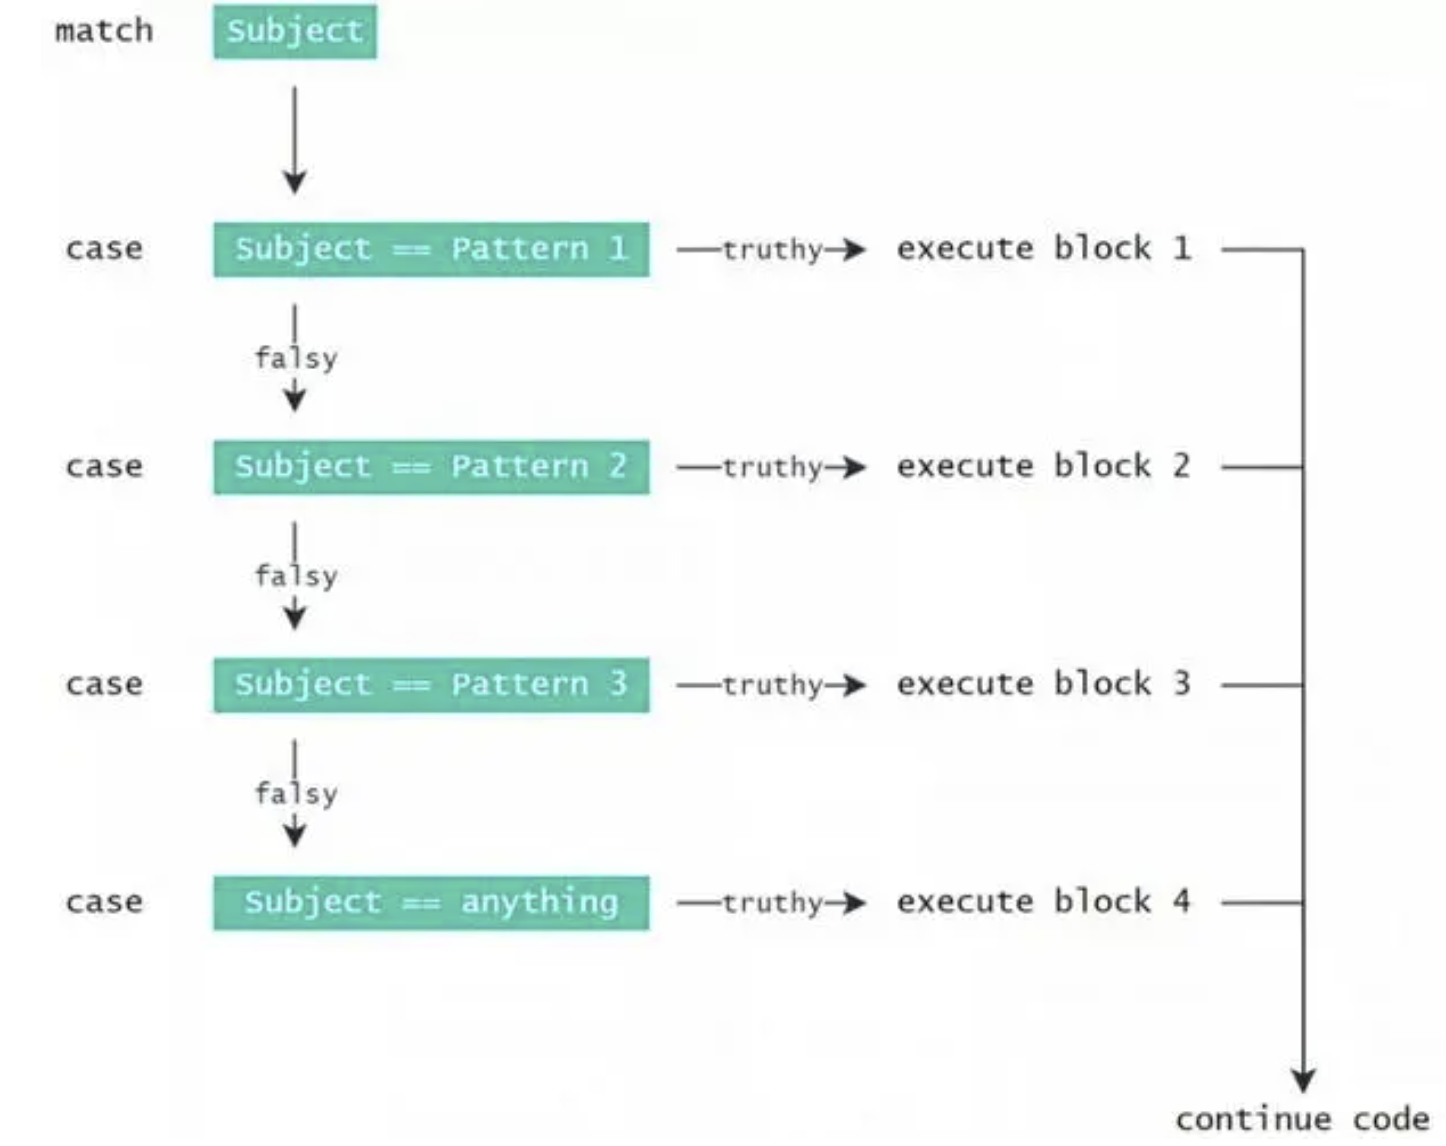 match Subject
case Subject == Pattern 1 truthy execute block 1
falsy
case Subject == Pattern 2 truthy execute block 2
falsy
case Subject == Pattern 3 truthy execute block 3
falsy
case Subject == anything truthy execute block 4
continue code